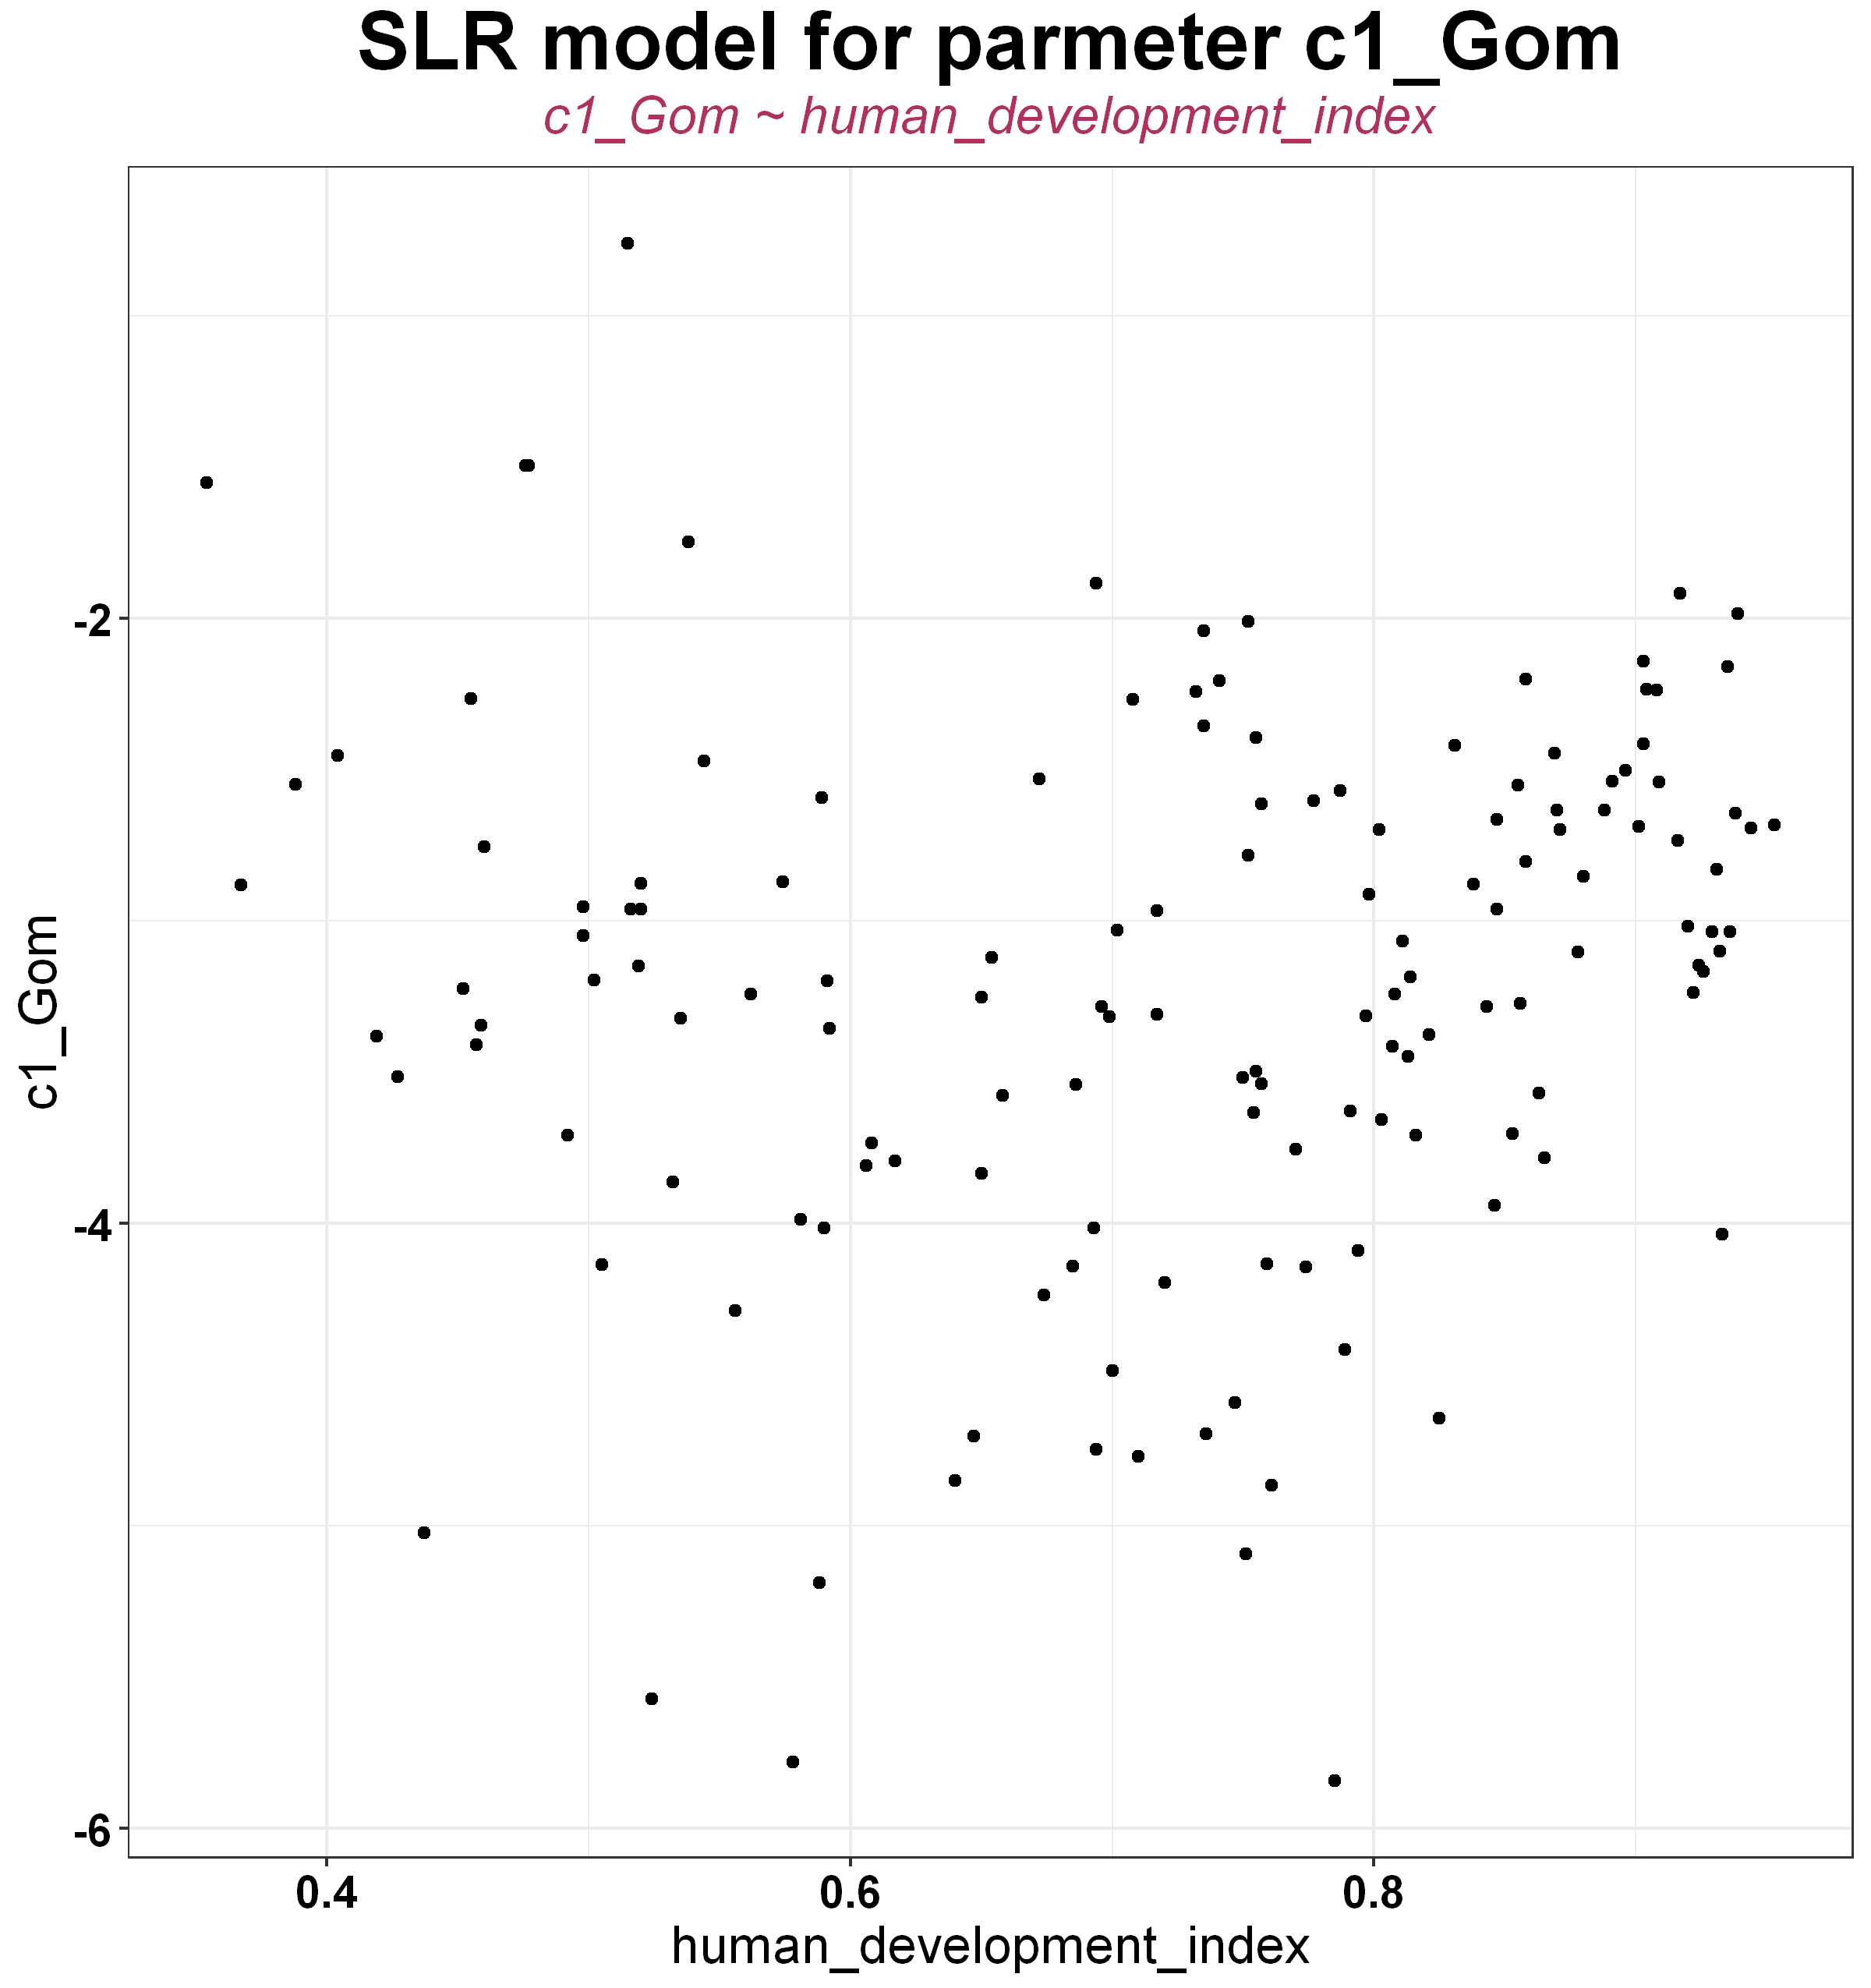 SLR model for parmeter c1_Gom
c1_Gom ~ human_development_index
c1_Gom
-2
-4
-6
0.4 0.6 0.8
human_development_index